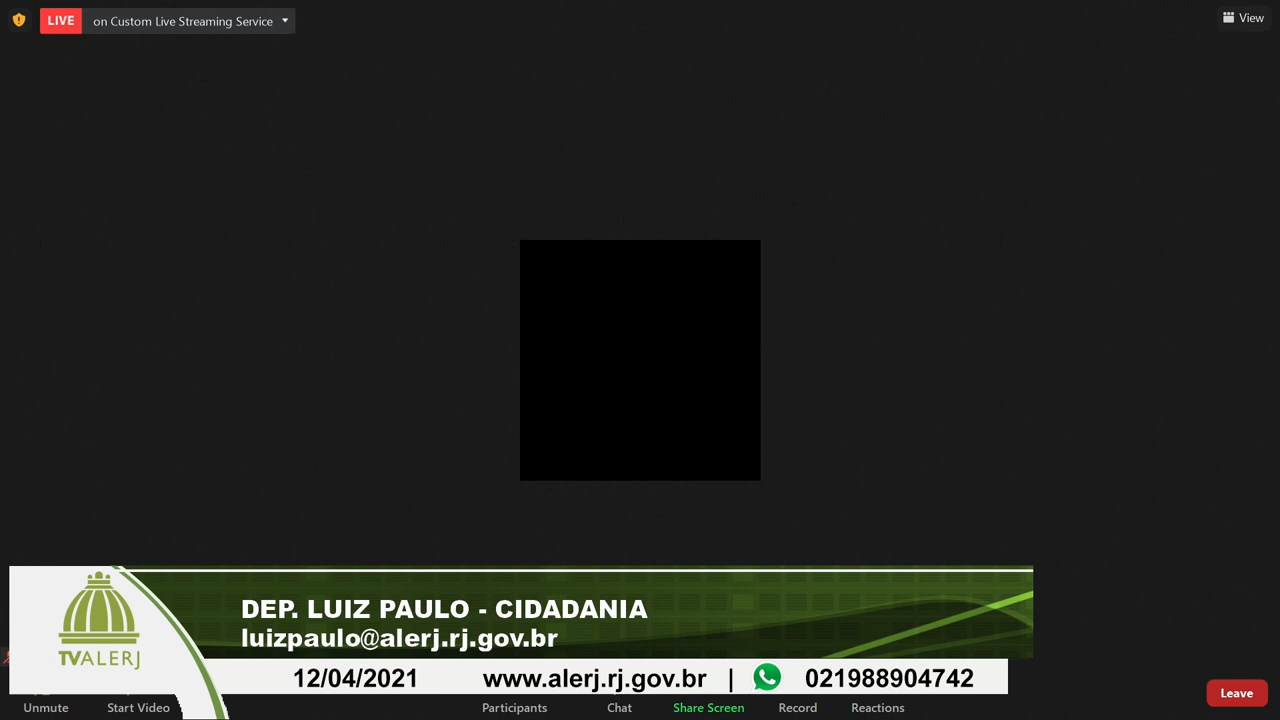 LIVE on Custom Live Streaming Service
View
DEP. LUIZ PAULO - CIDADANIA
luizpaulo@alerj.rj.gov.br
TVALERJ
12/04/2021 www.alerj.rj.gov.br | 021988904742
Unmute Start Video Participants Chat Share Screen Record Reactions
Leave